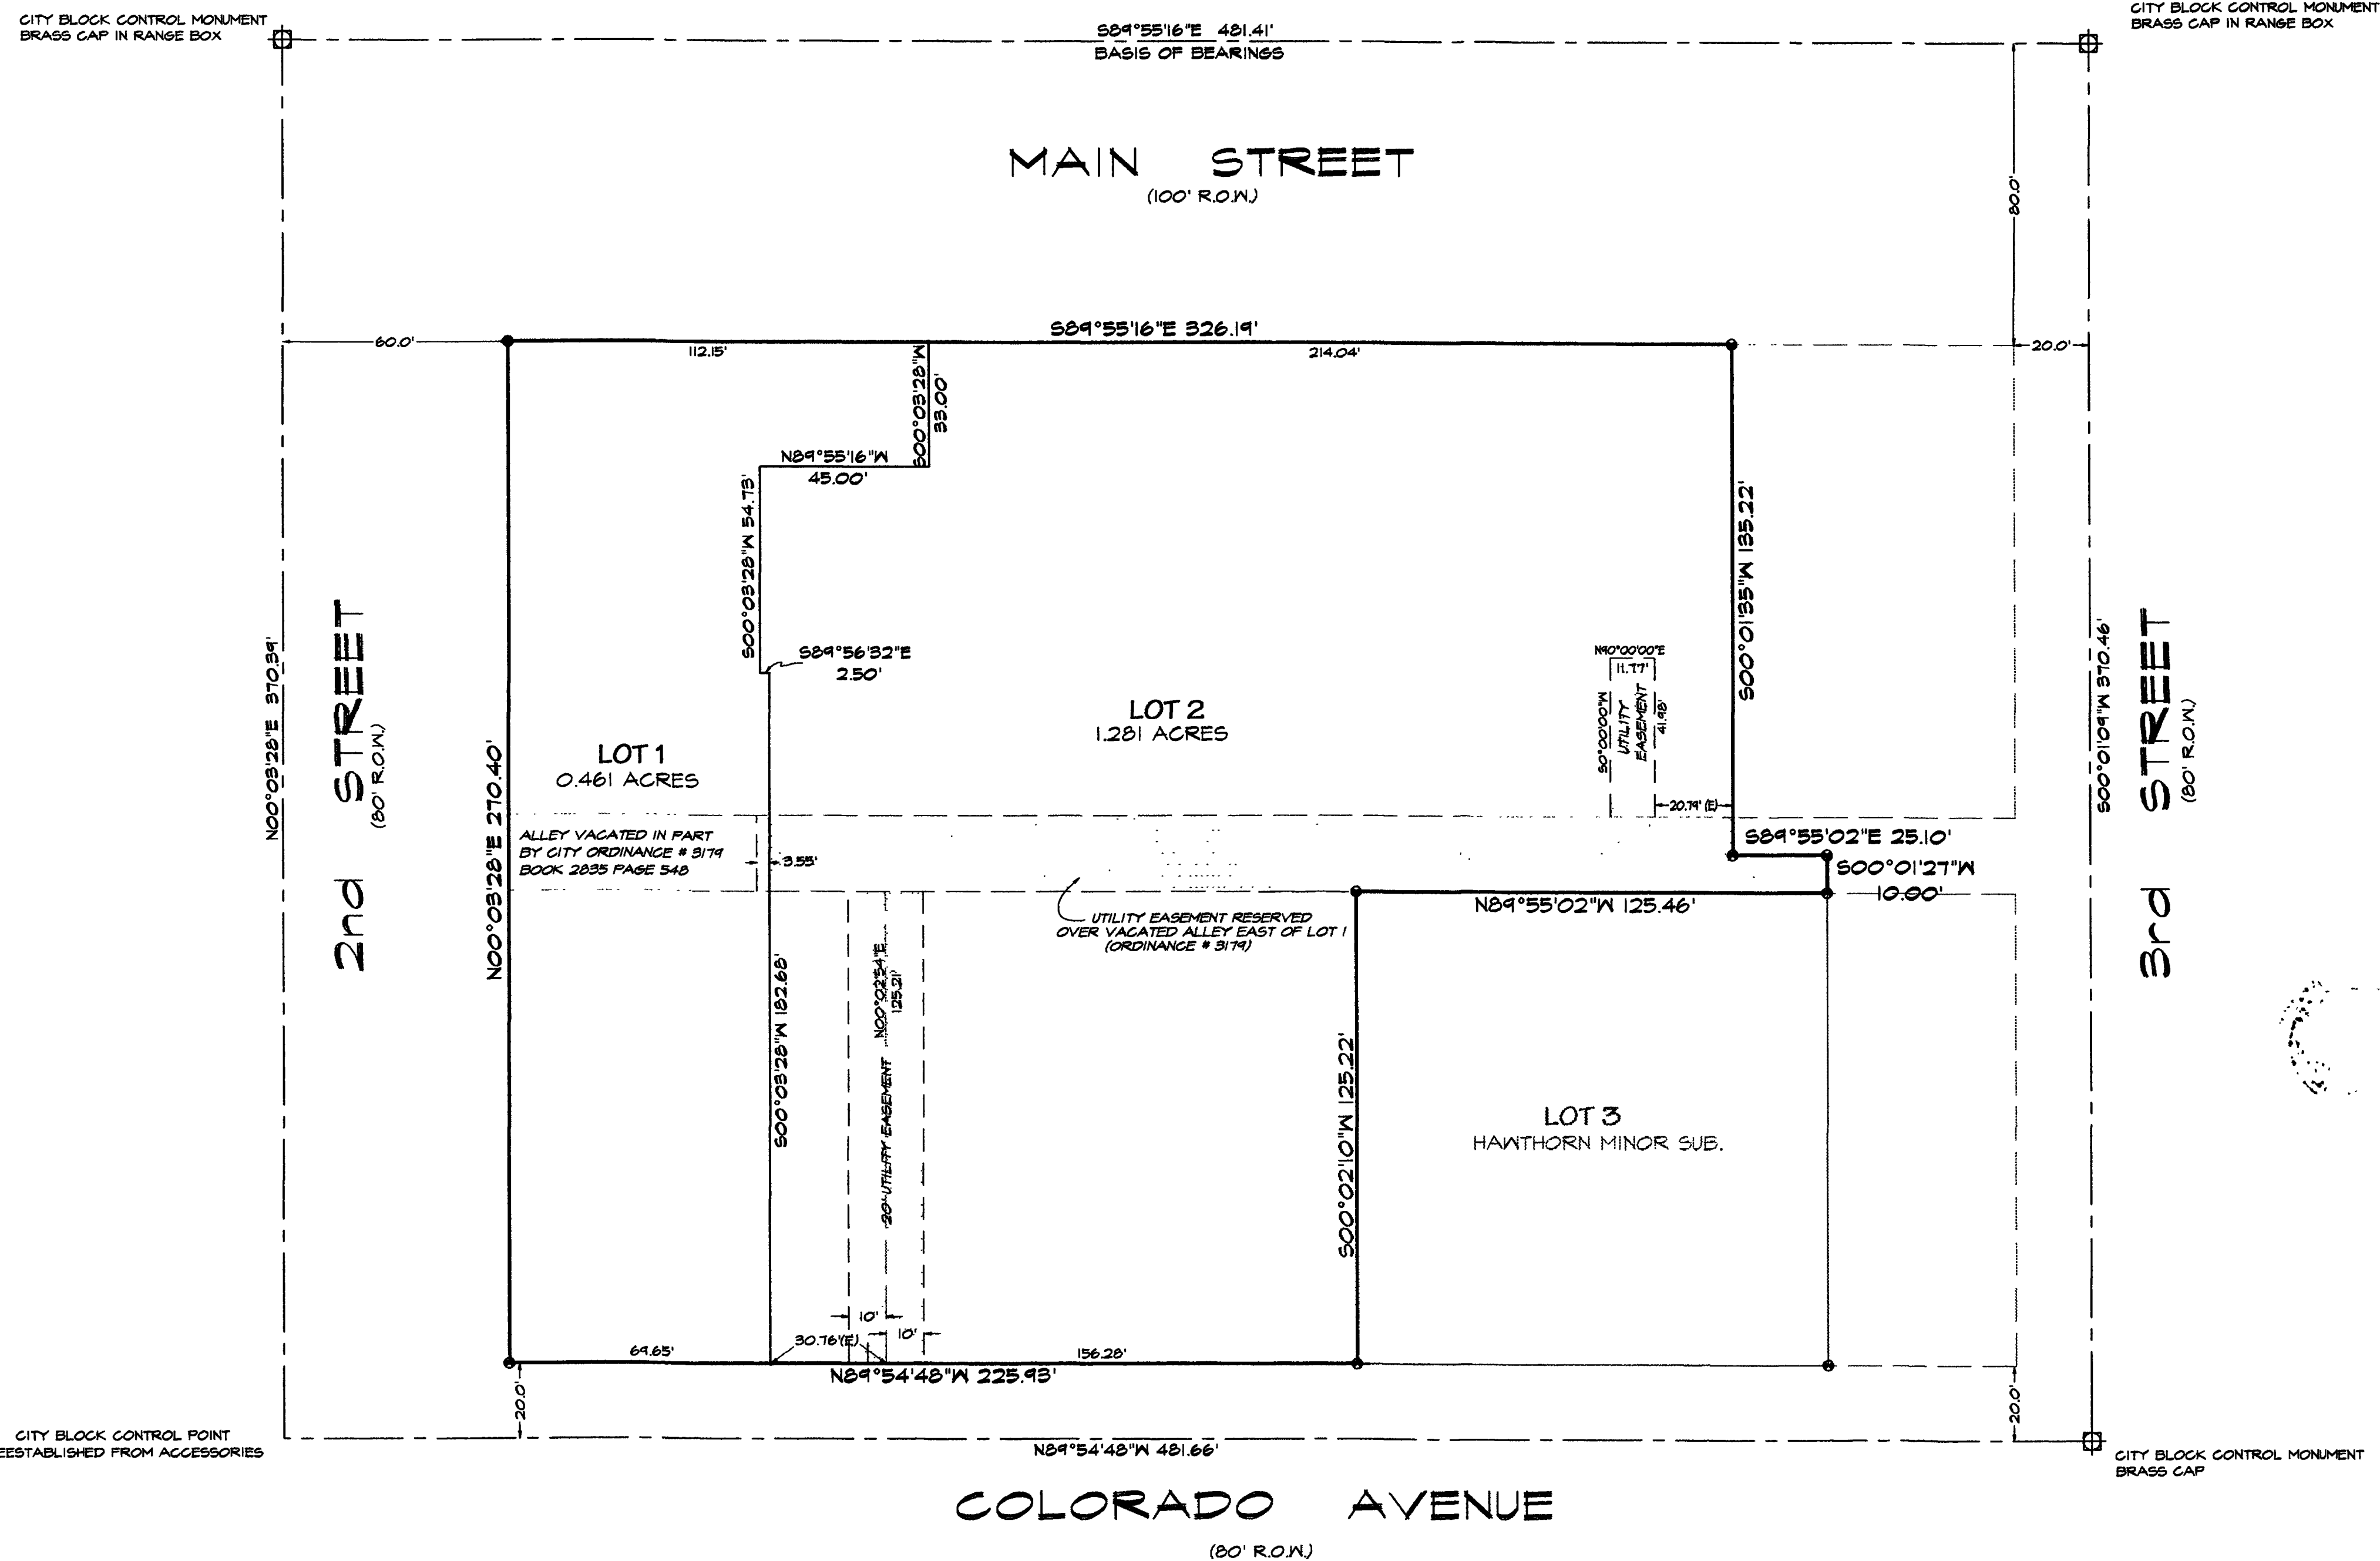 CITY BLOCK CONTROL MONUMENT
BRASS CAP IN RANGE BOX
S89°55'16"E 481.41'
BASIS OF BEARINGS
CITY BLOCK CONTROL MONUMENT
BRASS CAP IN RANGE BOX
MAIN STREET
(100' R.O.W.)
80.0'
60.0'
S89°55'16"E 326.19'
112.15'
214.04'
20.0'
S00°03'28"W
33.00'
N89°55'16"W
45.00'
S00°03'28"W 54.73'
S89°56'32"E
2.50'
S00°01'35"W 135.22'
N00°03'28"E 370.39'
2nd STREET
(80' R.O.W.)
N00°03'28"E 270.40'
LOT 1
0.461 ACRES
LOT 2
1.281 ACRES
N90°00'00"E
11.77'
S0°00'00"W
UTILITY
EASEMENT
41.98'
20.79' (E)
S00°01'09"W 370.46'
3rd STREET
(80' R.O.W.)
ALLEY VACATED IN PART
BY CITY ORDINANCE # 3179
BOOK 2835 PAGE 548
3.55'
S89°55'02"E 25.10'
S00°01'27"W
10.00'
N89°55'02"W 125.46'
UTILITY EASEMENT RESERVED
OVER VACATED ALLEY EAST OF LOT 1
(ORDINANCE # 3179)
S00°03'28"W 182.68'
20' UTILITY EASEMENT N00°02'54"E
125.21'
S00°02'10"W 125.22'
LOT 3
HAWTHORN MINOR SUB.
10'
10'
30.76'(E)
69.65'
156.28'
N89°54'48"W 225.93'
20.0'
20.0'
CITY BLOCK CONTROL POINT
EESTABLISHED FROM ACCESSORIES
N89°54'48"W 481.66'
CITY BLOCK CONTROL MONUMENT
BRASS CAP
COLORADO AVENUE
(80' R.O.W.)